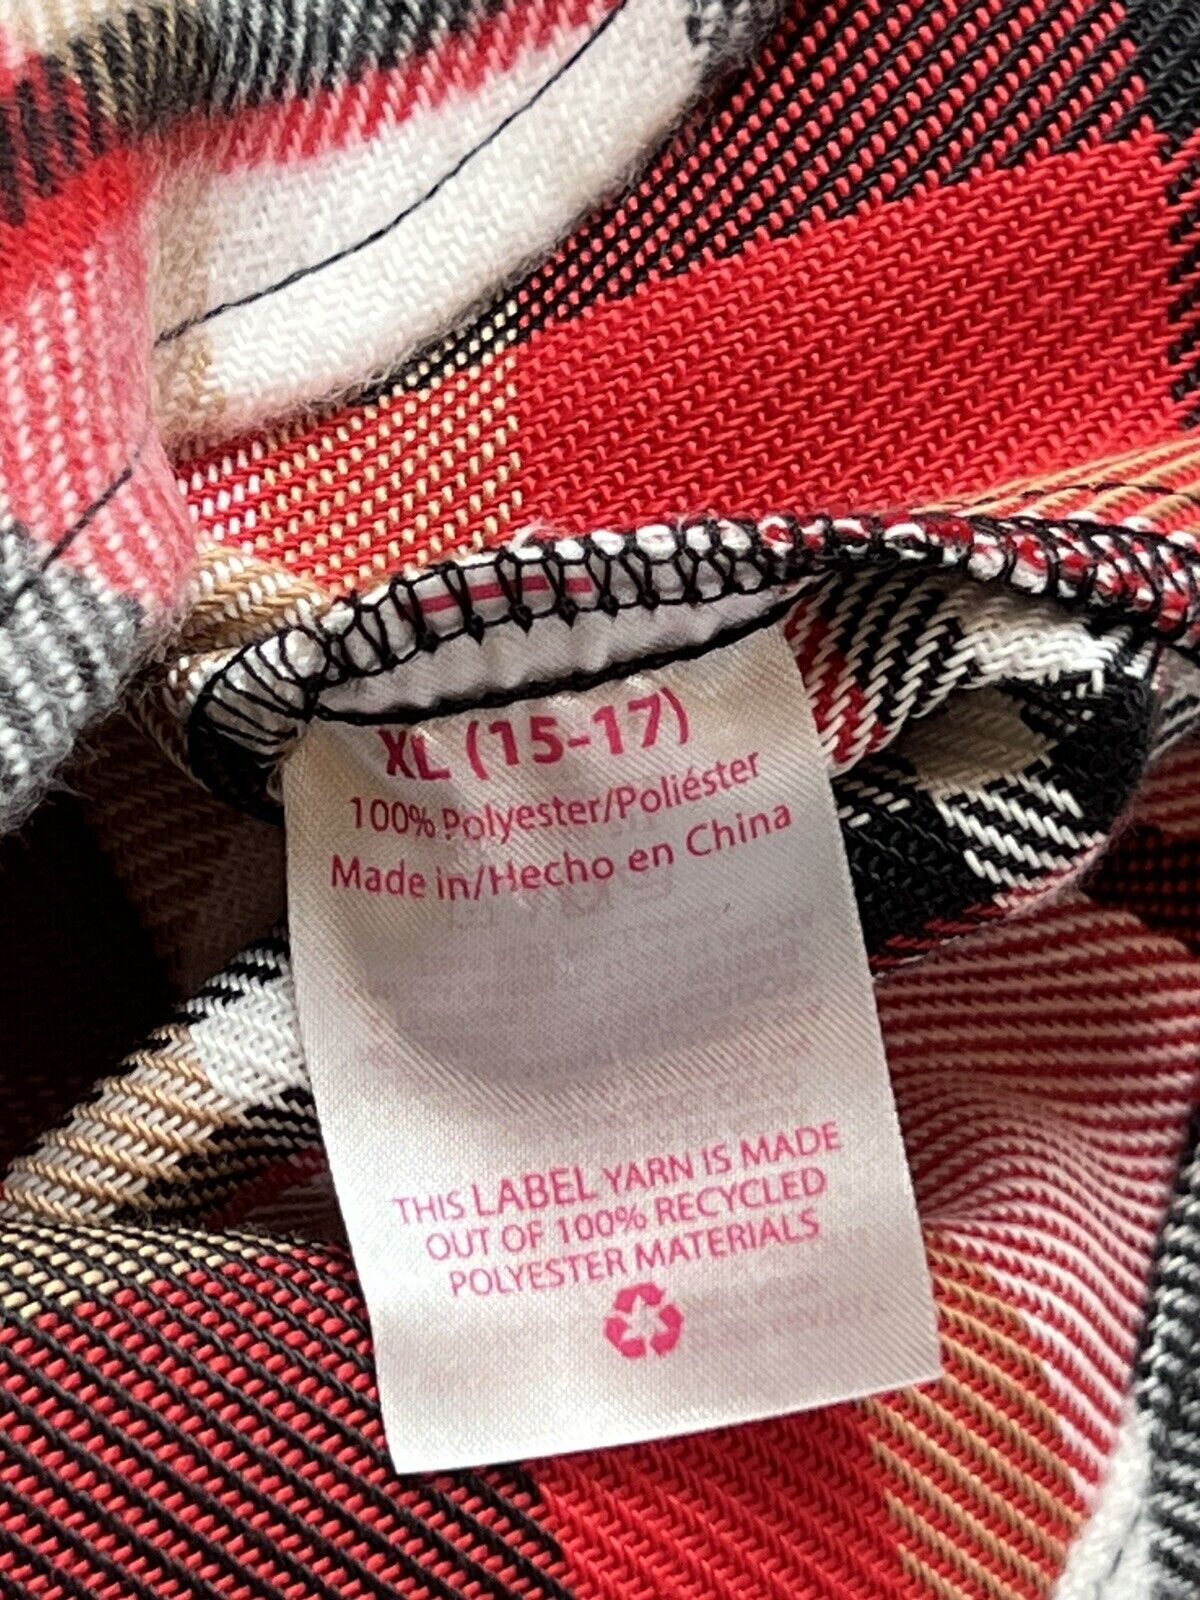 XL (15-17)
100% Polyester/Poliéster
Made in/Hecho en China
THIS LABEL YARN IS MADE
OUT OF 100% RECYCLED
POLYESTER MATERIALS